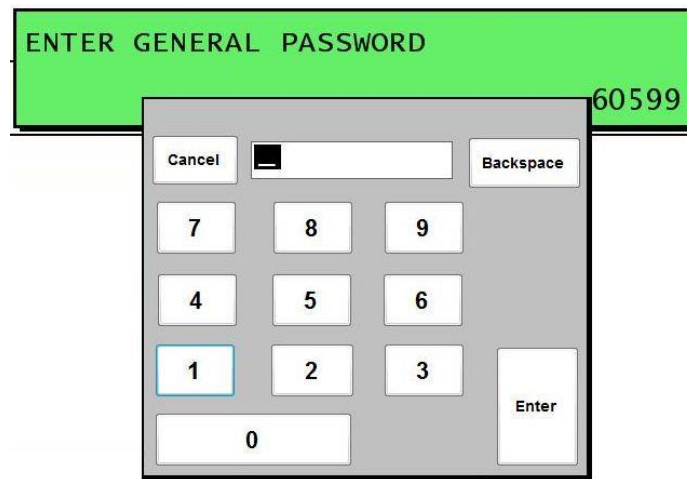 ENTER GENERAL PASSWORD
60599
Cancel
Backspace
7 8 9
4 5 6
1 2 3
Enter
0